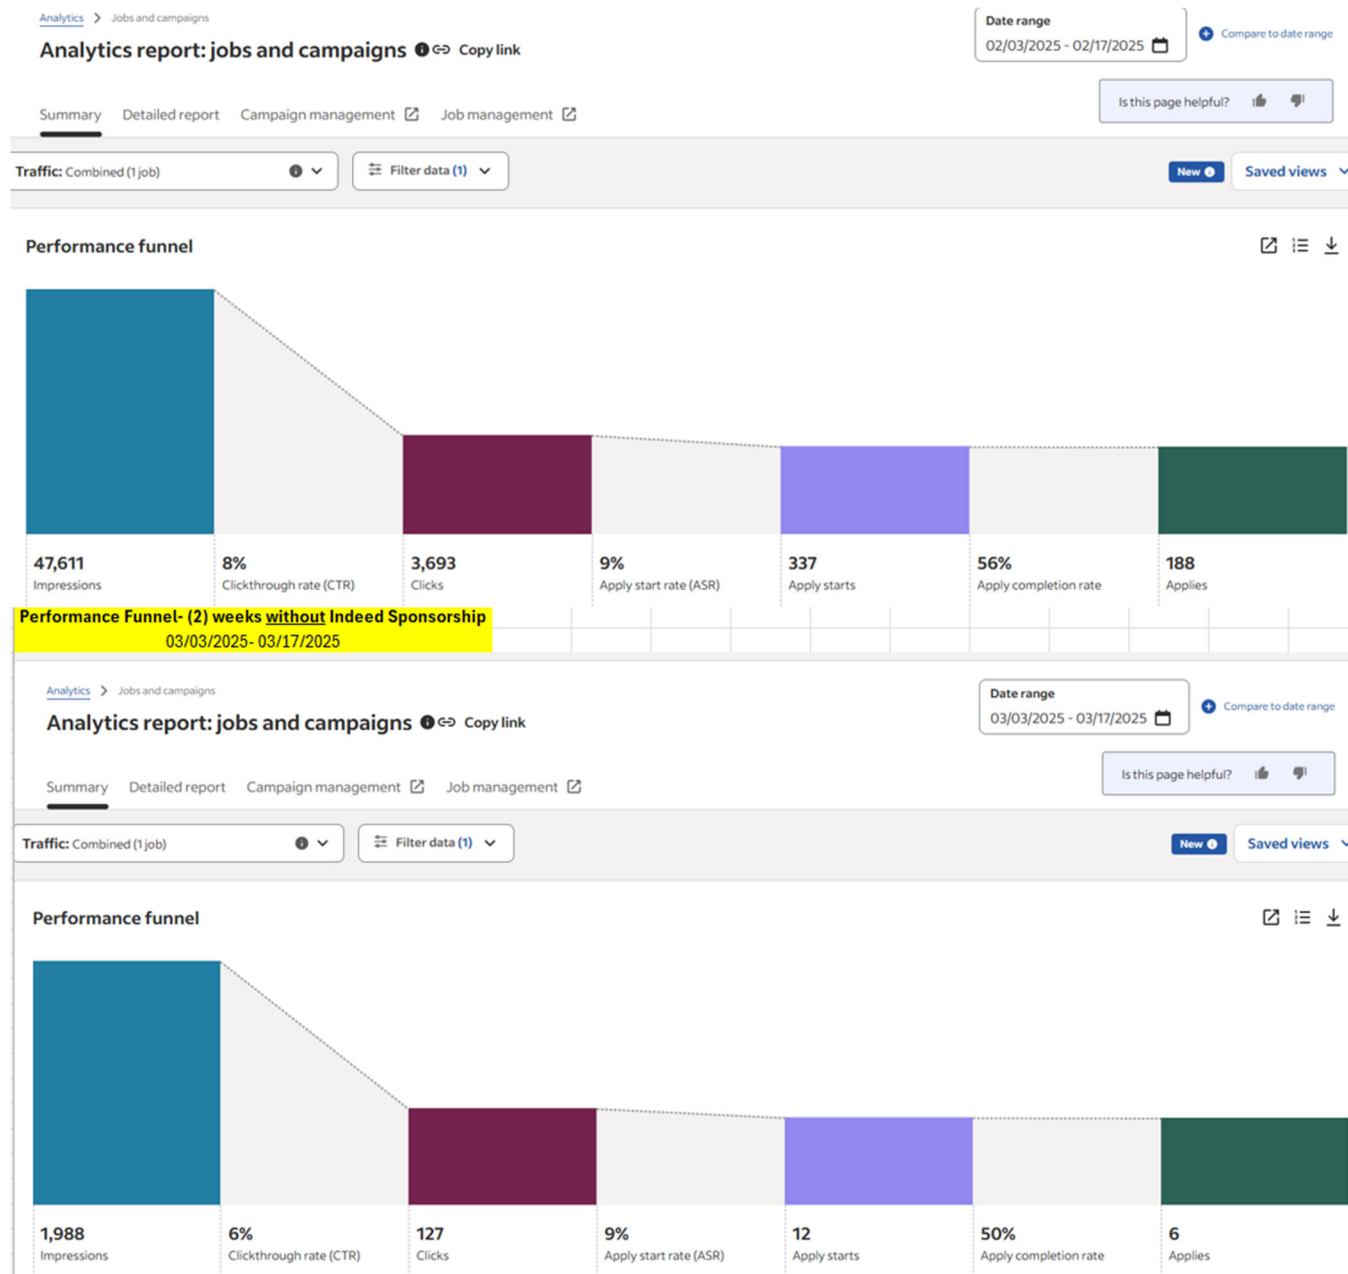 Analytics > Jobs and campaigns
Date range
02/03/2025 - 02/17/2025
Compare to date range
Analytics report: jobs and campaigns Copy link
Is this page helpful?
Summary Detailed report Campaign management Job management
Traffic: Combined (1 job) Filter data (1) New Saved views
Performance funnel
47,611 8% 3,693 9% 337 56% 188
Impressions Clickthrough rate (CTR) Clicks Apply start rate (ASR) Apply starts Apply completion rate Applies
Performance Funnel- (2) weeks without Indeed Sponsorship
03/03/2025- 03/17/2025
Analytics > Jobs and campaigns
Date range
03/03/2025 - 03/17/2025
Compare to date range
Analytics report: jobs and campaigns Copy link
Is this page helpful?
Summary Detailed report Campaign management Job management
Traffic: Combined (1 job) Filter data (1) New Saved views
Performance funnel
1,988 6% 127 9% 12 50% 6
Impressions Clickthrough rate (CTR) Clicks Apply start rate (ASR) Apply starts Apply completion rate Applies